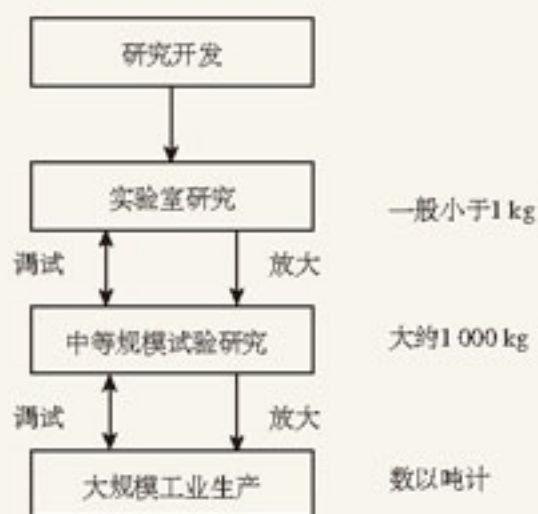 研究开发
实验室研究
一般小于1 kg
调试
放大
中等规模试验研究
大约1 000 kg
调试
放大
大规模工业生产
数以吨计